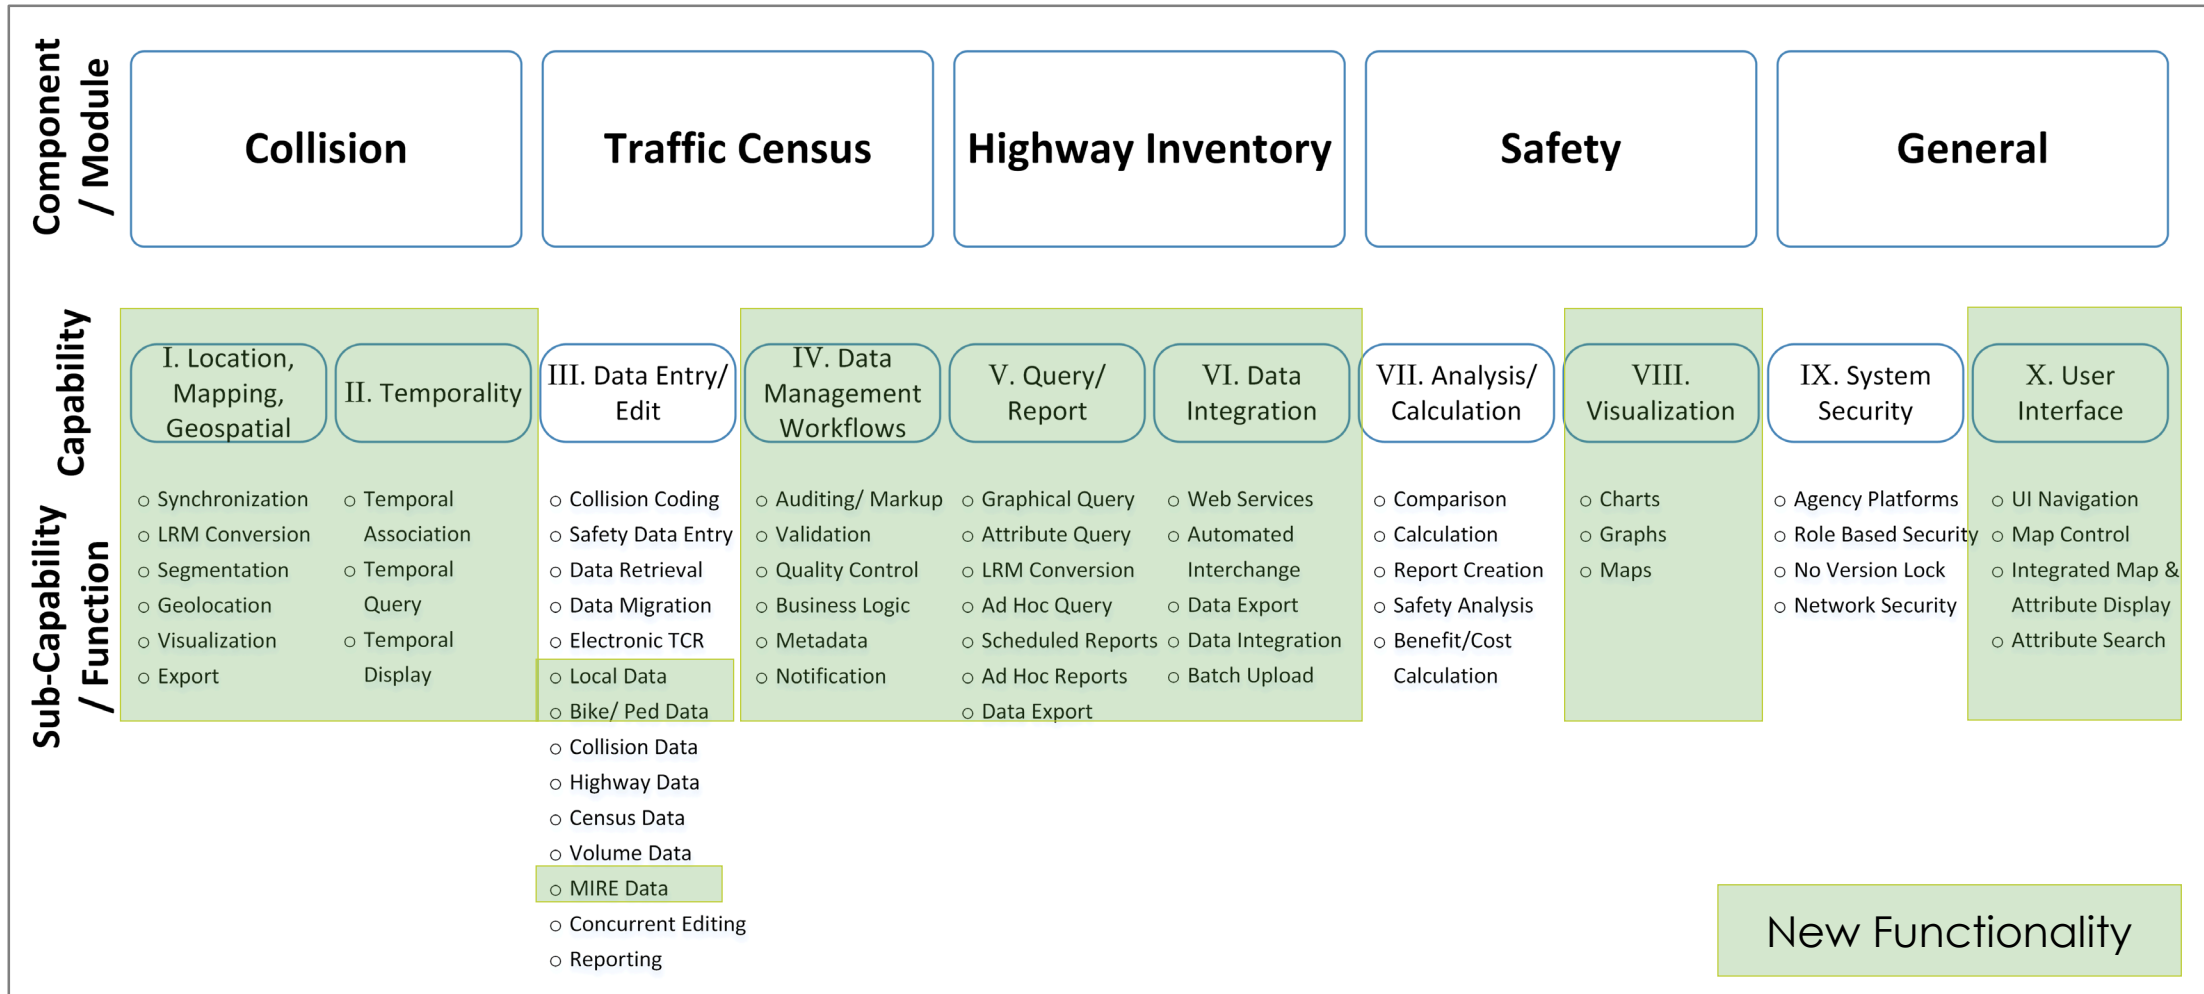 Component
/ Module
Collision
Traffic Census
Highway Inventory
Safety
General
Capability
I. Location,
Mapping,
Geospatial
II. Temporality
III. Data Entry/
Edit
IV. Data
Management
Workflows
V. Query/
Report
VI. Data
Integration
VII. Analysis/
Calculation
VIII.
Visualization
IX. System
Security
X. User
Interface
Sub-Capability
/ Function
○ Synchronization
○ LRM Conversion
○ Segmentation
○ Geolocation
○ Visualization
○ Export
○ Temporal
Association
○ Temporal
Query
○ Temporal
Display
○ Collision Coding
○ Safety Data Entry
○ Data Retrieval
○ Data Migration
○ Electronic TCR
○ Local Data
○ Bike/ Ped Data
○ Collision Data
○ Highway Data
○ Census Data
○ Volume Data
○ MIRE Data
○ Concurrent Editing
○ Reporting
○ Auditing/ Markup
○ Validation
○ Quality Control
○ Business Logic
○ Metadata
○ Notification
○ Graphical Query
○ Attribute Query
○ LRM Conversion
○ Ad Hoc Query
○ Scheduled Reports
○ Ad Hoc Reports
○ Data Export
○ Web Services
○ Automated
Interchange
○ Data Export
○ Data Integration
○ Batch Upload
○ Comparison
○ Calculation
○ Report Creation
○ Safety Analysis
○ Benefit/Cost
Calculation
○ Charts
○ Graphs
○ Maps
○ Agency Platforms
○ Role Based Security
○ No Version Lock
○ Network Security
○ UI Navigation
○ Map Control
○ Integrated Map &
Attribute Display
○ Attribute Search
New Functionality